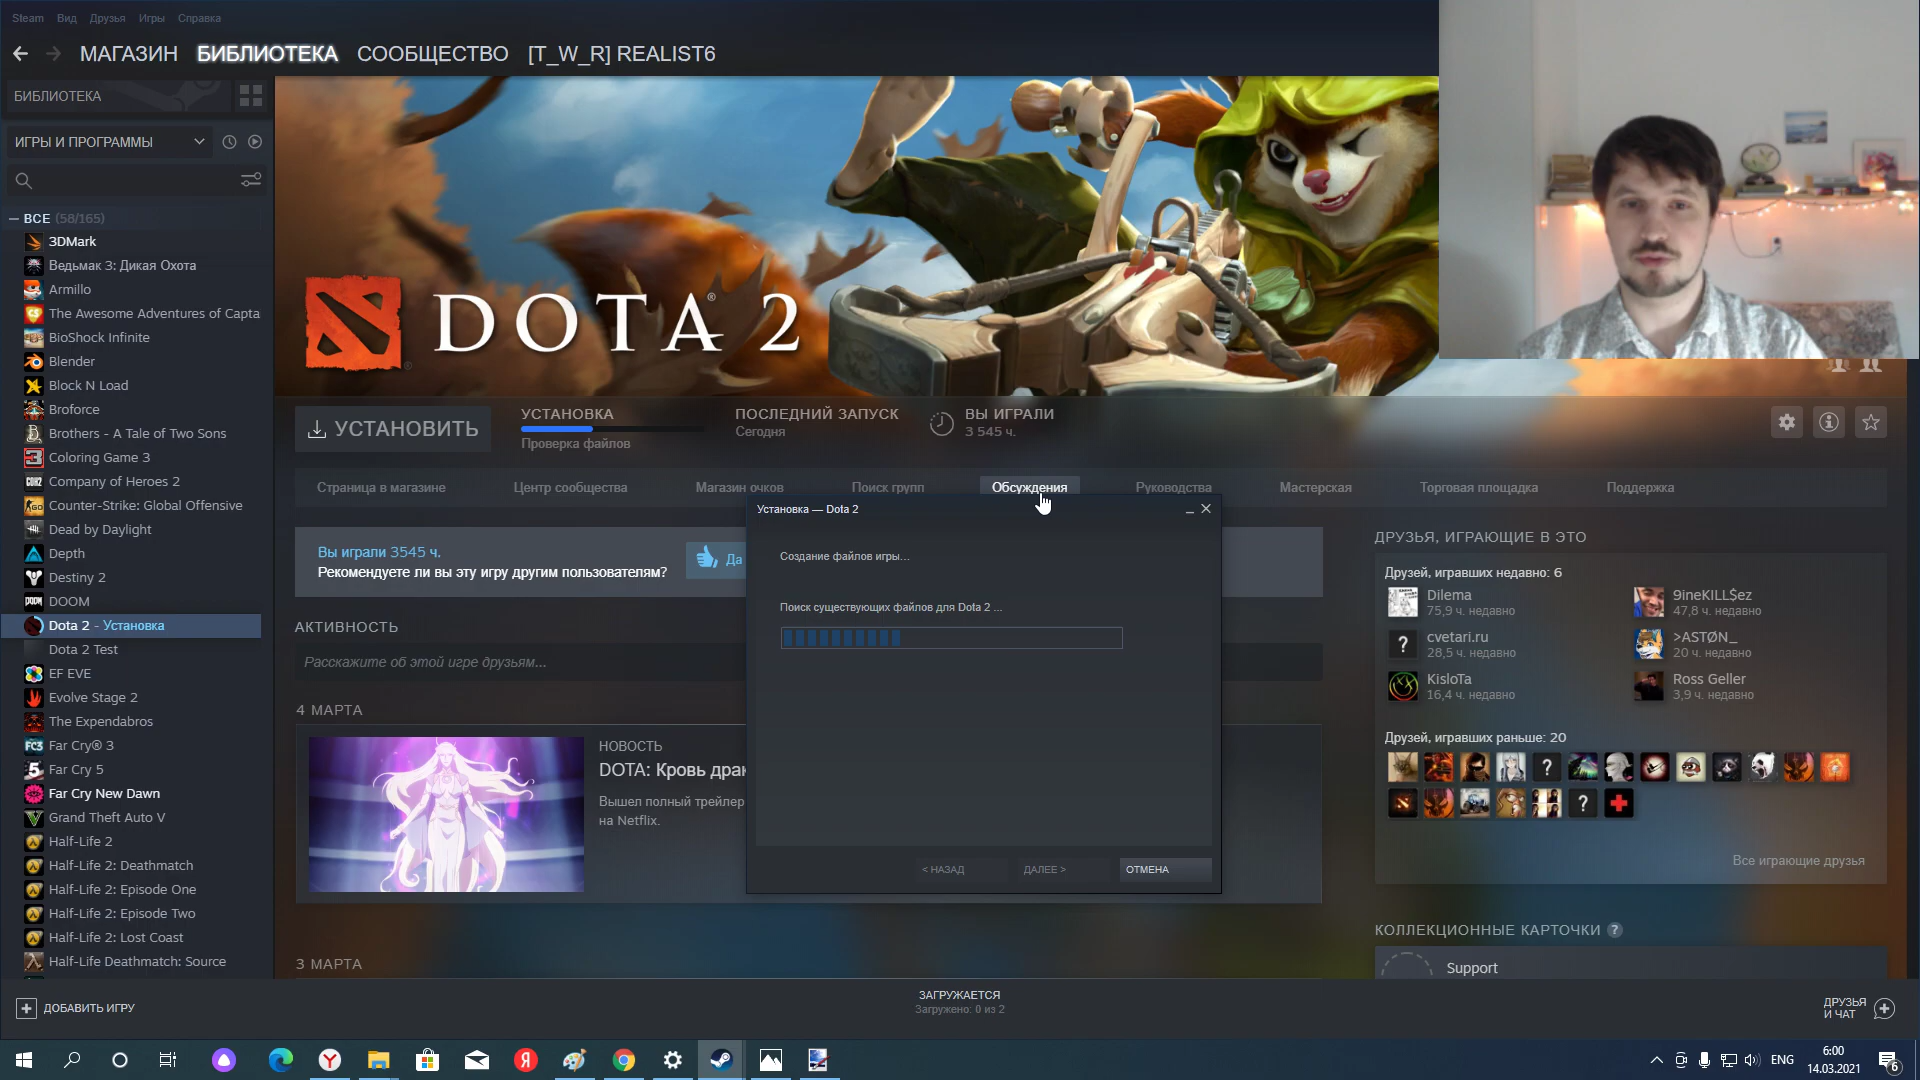 Steam Вид Друзья Игры Справка
МАГАЗИН БИБЛИОТЕКА СООБЩЕСТВО [T_W_R] REALIST6
БИБЛИОТЕКА
ИГРЫ И ПРОГРАММЫ
ВСЕ (58/165)
3DMark
Ведьмак 3: Дикая Охота
Armillo
The Awesome Adventures of Capta
BioShock Infinite
Blender
Block N Load
Broforce
Brothers - A Tale of Two Sons
Coloring Game 3
Company of Heroes 2
Counter-Strike: Global Offensive
Dead by Daylight
Depth
Destiny 2
DOOM
Dota 2 - Установка
Dota 2 Test
EF EVE
Evolve Stage 2
The Expendabros
Far Cry® 3
Far Cry 5
Far Cry New Dawn
Grand Theft Auto V
Half-Life 2
Half-Life 2: Deathmatch
Half-Life 2: Episode One
Half-Life 2: Episode Two
Half-Life 2: Lost Coast
Half-Life Deathmatch: Source
DOTA® 2
УСТАНОВИТЬ
УСТАНОВКА
Проверка файлов
ПОСЛЕДНИЙ ЗАПУСК
Сегодня
ВЫ ИГРАЛИ
3 545 ч.
Страница в магазине Центр сообщества Магазин очков Поиск групп Обсуждения Руководства Мастерская Торговая площадка Поддержка
Вы играли 3545 ч.
Рекомендуете ли вы эту игру другим пользователям?
Да
АКТИВНОСТЬ
Расскажите об этой игре друзьям...
4 МАРТА
НОВОСТЬ
DOTA: Кровь драк
Вышел полный трейлер
на Netflix.
3 МАРТА
Установка — Dota 2
Создание файлов игры...
Поиск существующих файлов для Dota 2 ...
< НАЗАД ДАЛЕЕ > ОТМЕНА
ДРУЗЬЯ, ИГРАЮЩИЕ В ЭТО
Друзей, игравших недавно: 6
Dilema
75,9 ч. недавно
9ineKILL$ez
47,8 ч. недавно
cvetari.ru
28,5 ч. недавно
>ASTØN_
20 ч. недавно
KisloTa
16,4 ч. недавно
Ross Geller
3,9 ч. недавно
Друзей, игравших раньше: 20
Все играющие друзья
КОЛЛЕКЦИОННЫЕ КАРТОЧКИ ?
Support
ДОБАВИТЬ ИГРУ
ЗАГРУЖАЕТСЯ
Загружено: 0 из 2
ДРУЗЬЯ
И ЧАТ
ENG
6:00
14.03.2021
6